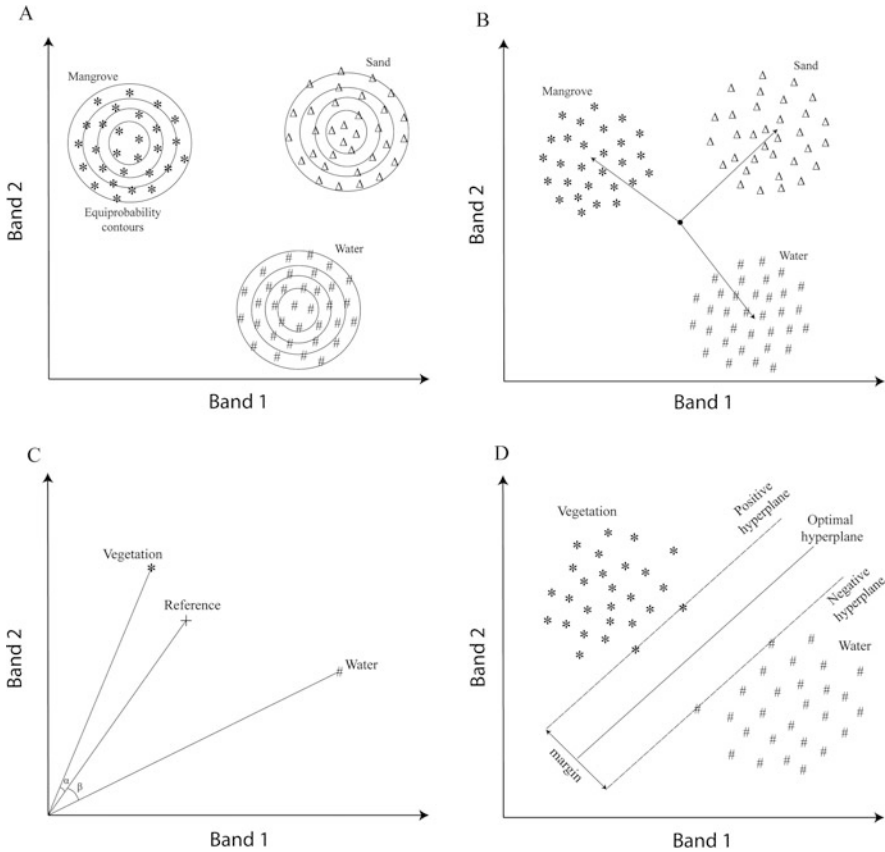 A
Mangrove
Sand
Equiprobability
contours
Water
Band 2
Band 1
B
Mangrove
Sand
Water
Band 2
Band 1
C
Vegetation
Reference
Water
α
β
Band 2
Band 1
D
Vegetation
Positive
hyperplane
Optimal
hyperplane
Negative
hyperplane
Water
margin
Band 2
Band 1